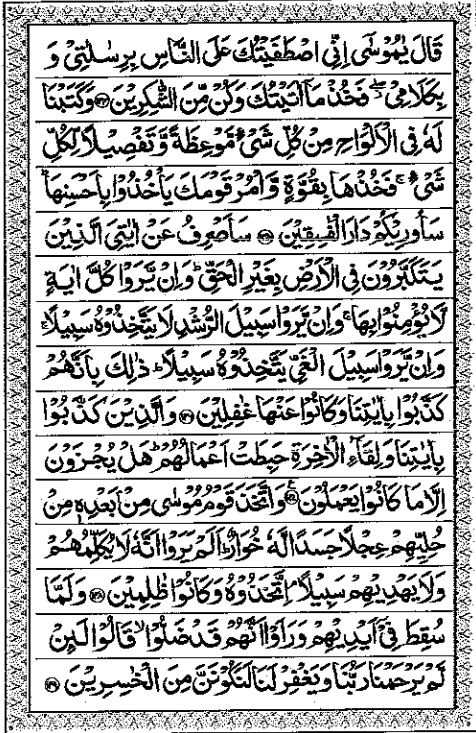 قَالَ يٰمُوْسٰٓى اِنِّى اصْطَفَيْتُكَ عَلَى النَّاسِ بِرِسٰلٰتِىْ وَ
بِكَلَامِىْ ۖ فَخُذْ مَآ اٰتَيْتُكَ وَكُنْ مِّنَ الشّٰكِرِيْنَ ۝ وَكَتَبْنَا
لَهٗ فِى الْاَلْوَاحِ مِنْ كُلِّ شَىْءٍ مَّوْعِظَةً وَّتَفْصِيْلًا لِّكُلِّ
شَىْءٍ ۚ فَخُذْهَا بِقُوَّةٍ وَّاْمُرْ قَوْمَكَ يَاْخُذُوْا بِاَحْسَنِهَا ؕ
سَاُورِيْكُمْ دَارَ الْفٰسِقِيْنَ ۝ سَاَصْرِفُ عَنْ اٰيٰتِىَ الَّذِيْنَ
يَتَكَبَّرُوْنَ فِى الْاَرْضِ بِغَيْرِ الْحَقِّ ؕ وَاِنْ يَّرَوْا كُلَّ اٰيَةٍ
لَّا يُؤْمِنُوْا بِهَا ۚ وَاِنْ يَّرَوْا سَبِيْلَ الرُّشْدِ لَا يَتَّخِذُوْهُ سَبِيْلًا ۚ
وَاِنْ يَّرَوْا سَبِيْلَ الْغَىِّ يَتَّخِذُوْهُ سَبِيْلًا ؕ ذٰلِكَ بِاَنَّهُمْ
كَذَّبُوْا بِاٰيٰتِنَا وَكَانُوْا عَنْهَا غٰفِلِيْنَ ۝ وَالَّذِيْنَ كَذَّبُوْا
بِاٰيٰتِنَا وَلِقَآءِ الْاٰخِرَةِ حَبِطَتْ اَعْمَالُهُمْ ؕ هَلْ يُجْزَوْنَ
اِلَّا مَا كَانُوْا يَعْمَلُوْنَ ۝ وَاتَّخَذَ قَوْمُ مُوْسٰى مِنْۢ بَعْدِهٖ مِنْ
حُلِيِّهِمْ عِجْلًا جَسَدًا لَّهٗ خُوَارٌ ؕ اَلَمْ يَرَوْا اَنَّهٗ لَا يُكَلِّمُهُمْ
وَلَا يَهْدِيْهِمْ سَبِيْلًا ۘ اِتَّخَذُوْهُ وَكَانُوْا ظٰلِمِيْنَ ۝ وَلَمَّا
سُقِطَ فِىْٓ اَيْدِيْهِمْ وَرَاَوْا اَنَّهُمْ قَدْ ضَلُّوْا ۙ قَالُوْا لَئِنْ
لَّمْ يَرْحَمْنَا رَبُّنَا وَيَغْفِرْ لَنَا لَنَكُوْنَنَّ مِنَ الْخٰسِرِيْنَ ۝